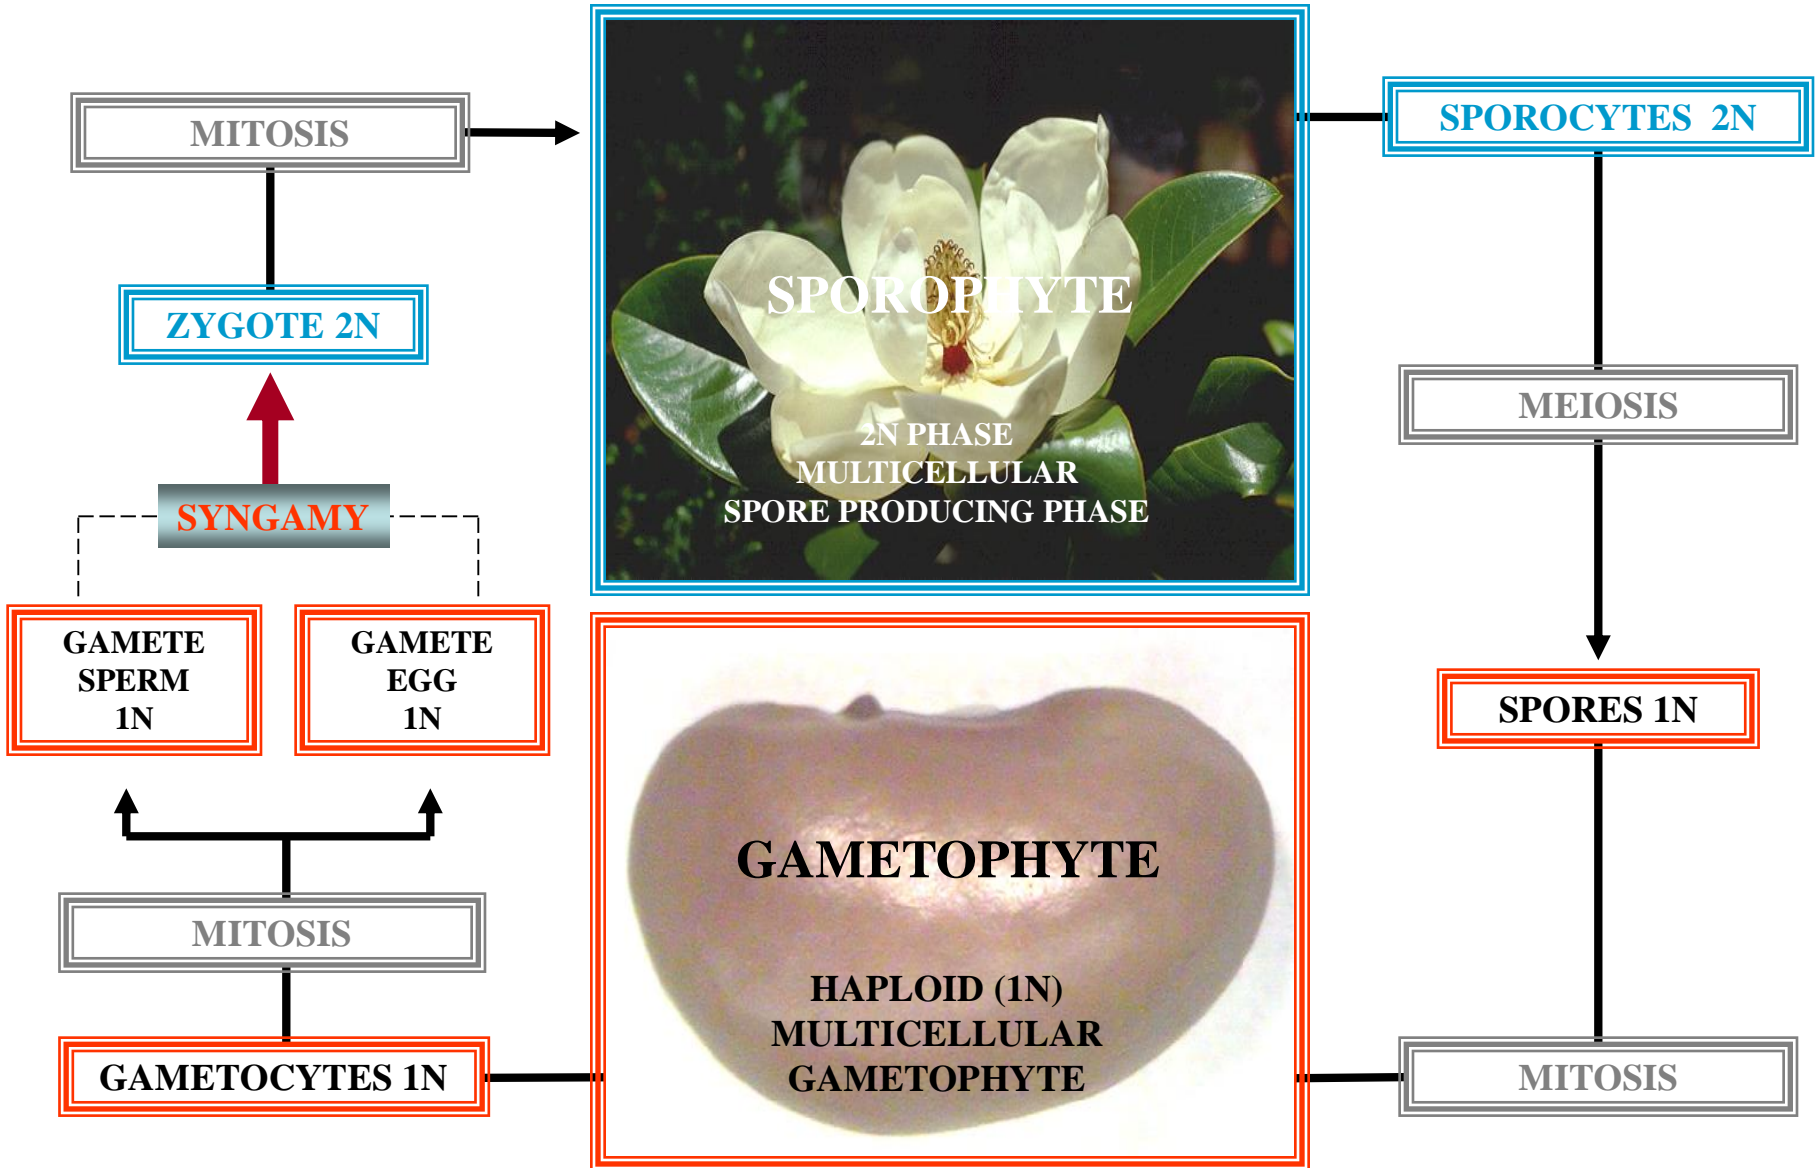 MITOSIS
SPOROCYTES 2N
ZYGOTE 2N
SPOROPHYTE
2N PHASE
MULTICELLULAR
SPORE PRODUCING PHASE
MEIOSIS
SYNGAMY
GAMETE
SPERM
1N
GAMETE
EGG
1N
SPORES 1N
GAMETOPHYTE
HAPLOID (1N)
MULTICELLULAR
GAMETOPHYTE
MITOSIS
GAMETOCYTES 1N
MITOSIS